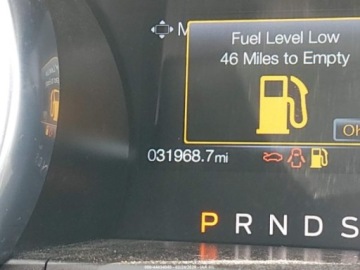 M
Fuel Level Low
46 Miles to Empty
031968.7mi
P R N D S